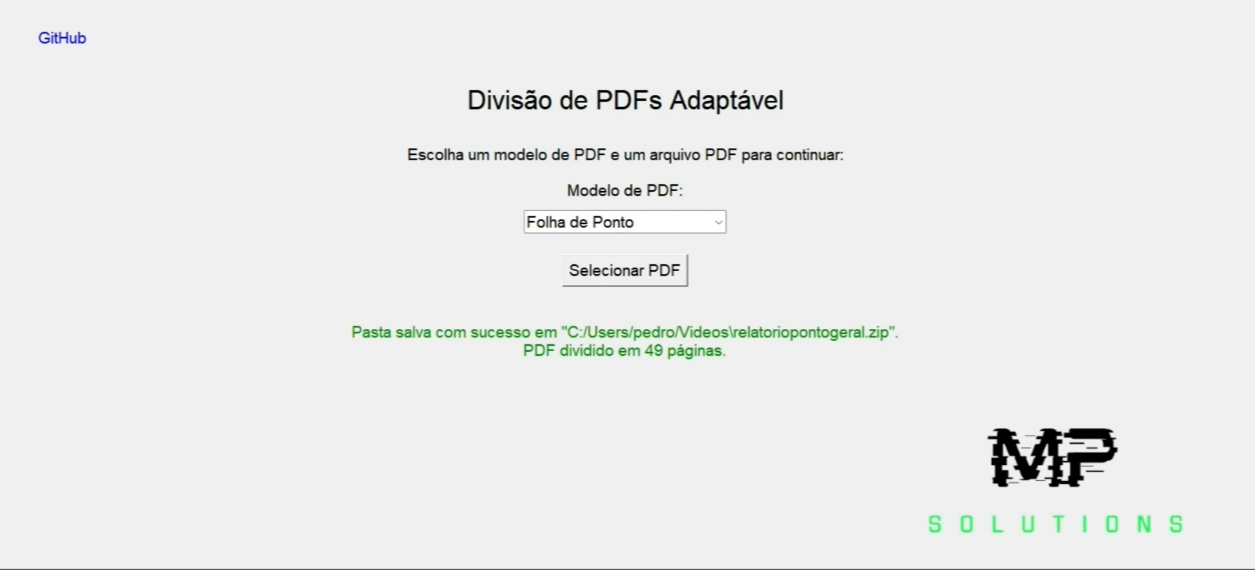 GitHub
Divisão de PDFs Adaptável
Escolha um modelo de PDF e um arquivo PDF para continuar:
Modelo de PDF:
Folha de Ponto
Selecionar PDF
Pasta salva com sucesso em "C:/Users/pedro/Videos\relatoriopontogeral.zip".
PDF dividido em 49 páginas.
MP
SOLUTIONS